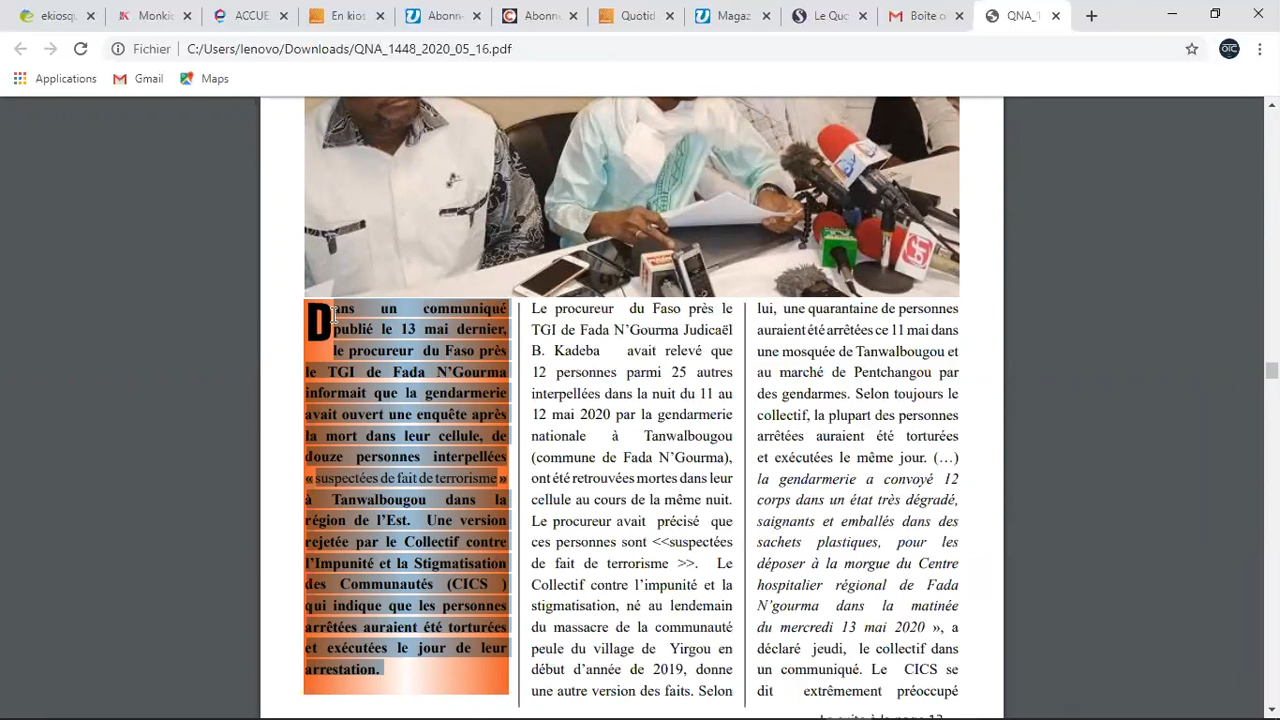 ekiosqu
Monkio
ACCUE
En kios
Abonn
Abonn
Quotid
Magaz
Le Qu
Boîte o
QNA_1
Fichier
C:/Users/lenovo/Downloads/QNA_1448_2020_05_16.pdf
Applications
Gmail
Maps
Dans un communiqué
publié le 13 mai dernier,
le procureur du Faso près
le TGI de Fada N’Gourma
informait que la gendarmerie
avait ouvert une enquête après
la mort dans leur cellule, de
douze personnes interpellées
« suspectées de fait de terrorisme »
à Tanwalbougou dans la
région de l’Est. Une version
rejetée par le Collectif contre
l’Impunité et la Stigmatisation
des Communautés (CICS )
qui indique que les personnes
arrêtées auraient été torturées
et exécutées le jour de leur
arrestation.
Le procureur du Faso près le
TGI de Fada N’Gourma Judicaël
B. Kadeba avait relevé que
12 personnes parmi 25 autres
interpellées dans la nuit du 11 au
12 mai 2020 par la gendarmerie
nationale à Tanwalbougou
(commune de Fada N’Gourma),
ont été retrouvées mortes dans leur
cellule au cours de la même nuit.
Le procureur avait précisé que
ces personnes sont <<suspectées
de fait de terrorisme >>. Le
Collectif contre l’impunité et la
stigmatisation, né au lendemain
du massacre de la communauté
peule du village de Yirgou en
début d’année de 2019, donne
une autre version des faits. Selon
lui, une quarantaine de personnes
auraient été arrêtées ce 11 mai dans
une mosquée de Tanwalbougou et
au marché de Pentchangou par
des gendarmes. Selon toujours le
collectif, la plupart des personnes
arrêtées auraient été torturées
et exécutées le même jour. (…)
la gendarmerie a convoyé 12
corps dans un état très dégradé,
saignants et emballés dans des
sachets plastiques, pour les
déposer à la morgue du Centre
hospitalier régional de Fada
N’gourma dans la matinée
du mercredi 13 mai 2020 », a
déclaré jeudi, le collectif dans
un communiqué. Le CICS se
dit extrêmement préoccupé